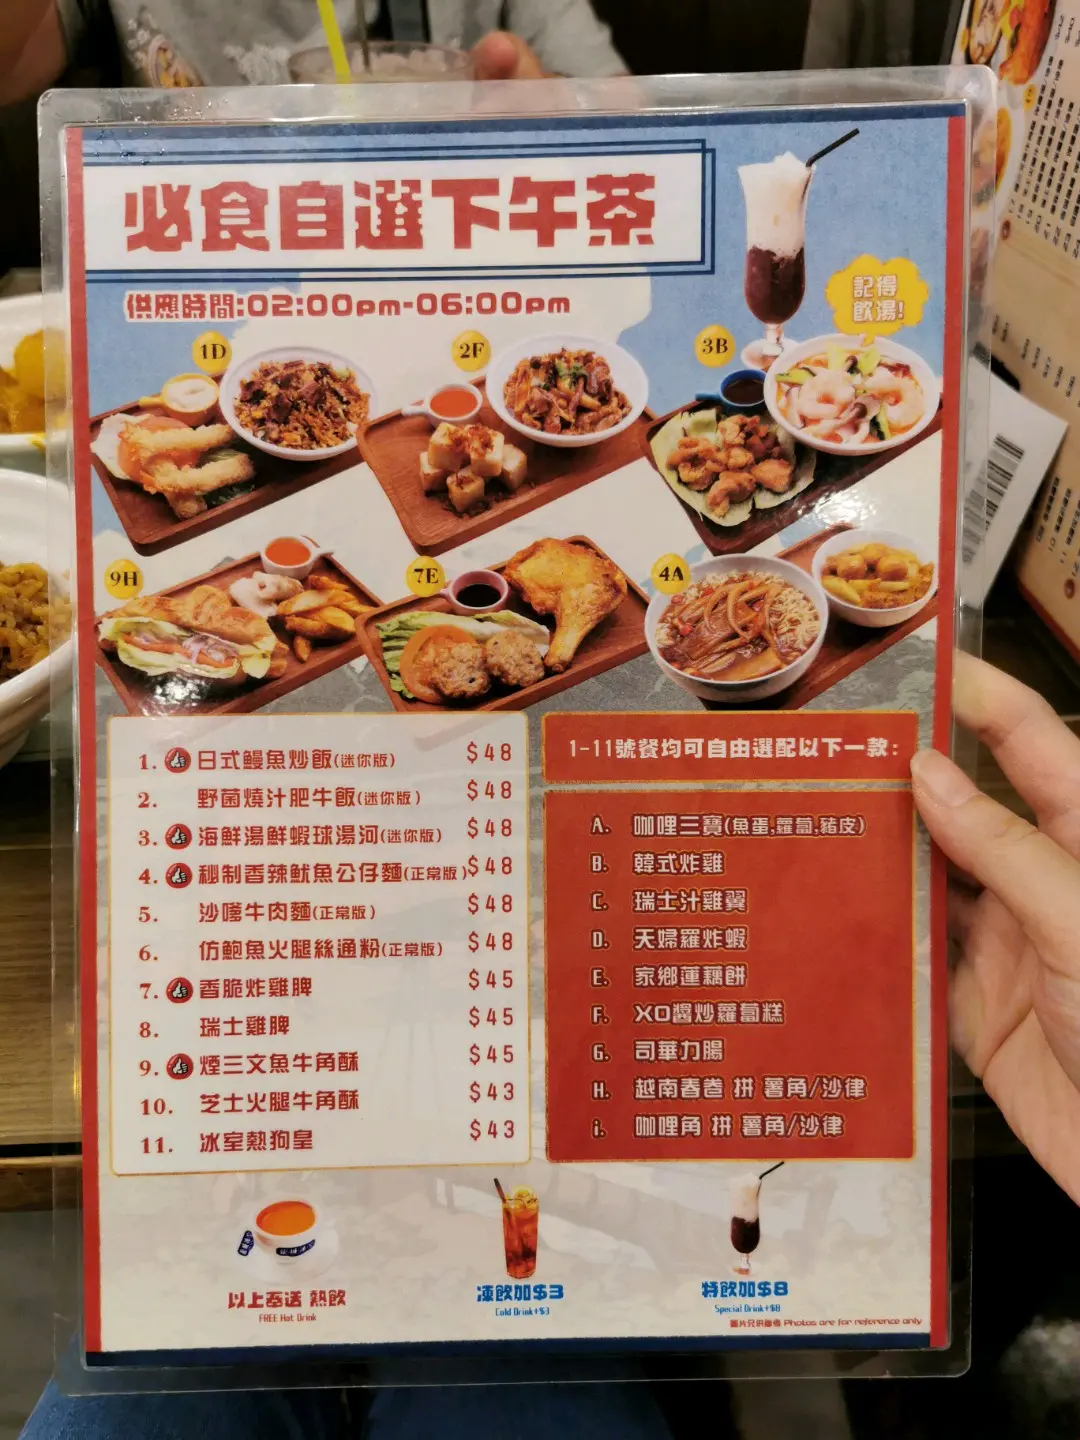 必食自選下午茶
供應時間:02:00pm-06:00pm
記得
飲湯!
1D
2F
3B
9H
7E
4A
1. 日式鰻魚炒飯(迷你版) $48
2. 野菌燒汁肥牛飯(迷你版) $48
3. 海鮮湯鮮蝦球湯河(迷你版) $48
4. 秘制香辣魷魚公仔麵(正常版) $48
5. 沙嗲牛肉麵(正常版) $48
6. 仿鮑魚火腿絲通粉(正常版) $48
7. 香脆炸雞脾 $45
8. 瑞士雞脾 $45
9. 煙三文魚牛角酥 $45
10. 芝士火腿牛角酥 $43
11. 冰室熱狗皇 $43
1-11號餐均可自由選配以下一款:
A. 咖哩三寶(魚蛋,蘿蔔,豬皮)
B. 韓式炸雞
C. 瑞士汁雞翼
D. 天婦羅炸蝦
E. 家鄉蓮藕餅
F. XO醬炒蘿蔔糕
G. 司華力腸
H. 越南春卷 拼 薯角/沙律
i. 咖哩角 拼 薯角/沙律
以上奉送 熱飲
FREE Hot Drink
凍飲加$3
Cold Drink+$3
特飲加$8
Special Drink+$8
圖片只供參考 Photos are for reference only